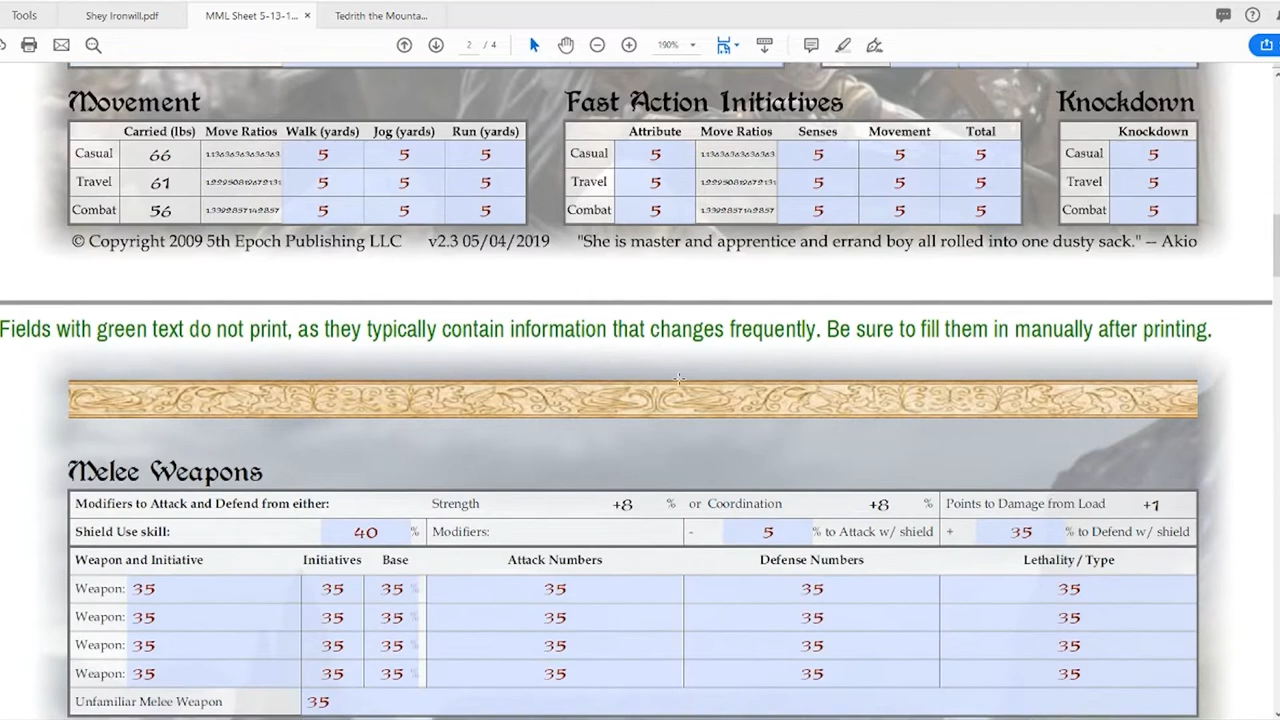 Tools Shey Ironwill.pdf MML Sheet 5-13-1... × Tedrith the Mounta...
2 / 4 190%
Movement
Carried (lbs) Move Ratios Walk (yards) Jog (yards) Run (yards)
Casual 66 5 5 5
Travel 61 5 5 5
Combat 56 5 5 5
Fast Action Initiatives
Attribute Move Ratios Senses Movement Total
Casual 5 5 5 5
Travel 5 5 5 5
Combat 5 5 5 5
Knockdown
Knockdown
Casual 5
Travel 5
Combat 5
© Copyright 2009 5th Epoch Publishing LLC v2.3 05/04/2019 "She is master and apprentice and errand boy all rolled into one dusty sack." -- Akio
Fields with green text do not print, as they typically contain information that changes frequently. Be sure to fill them in manually after printing.
Melee Weapons
Modifiers to Attack and Defend from either: Strength +8 % or Coordination +8 % Points to Damage from Load +1
Shield Use skill: 40 % Modifiers: - 5 % to Attack w/ shield + 35 % to Defend w/ shield
Weapon and Initiative Initiatives Base Attack Numbers Defense Numbers Lethality / Type
Weapon: 35 35 35 % 35 35 35
Weapon: 35 35 35 % 35 35 35
Weapon: 35 35 35 % 35 35 35
Weapon: 35 35 35 % 35 35 35
Unfamiliar Melee Weapon 35